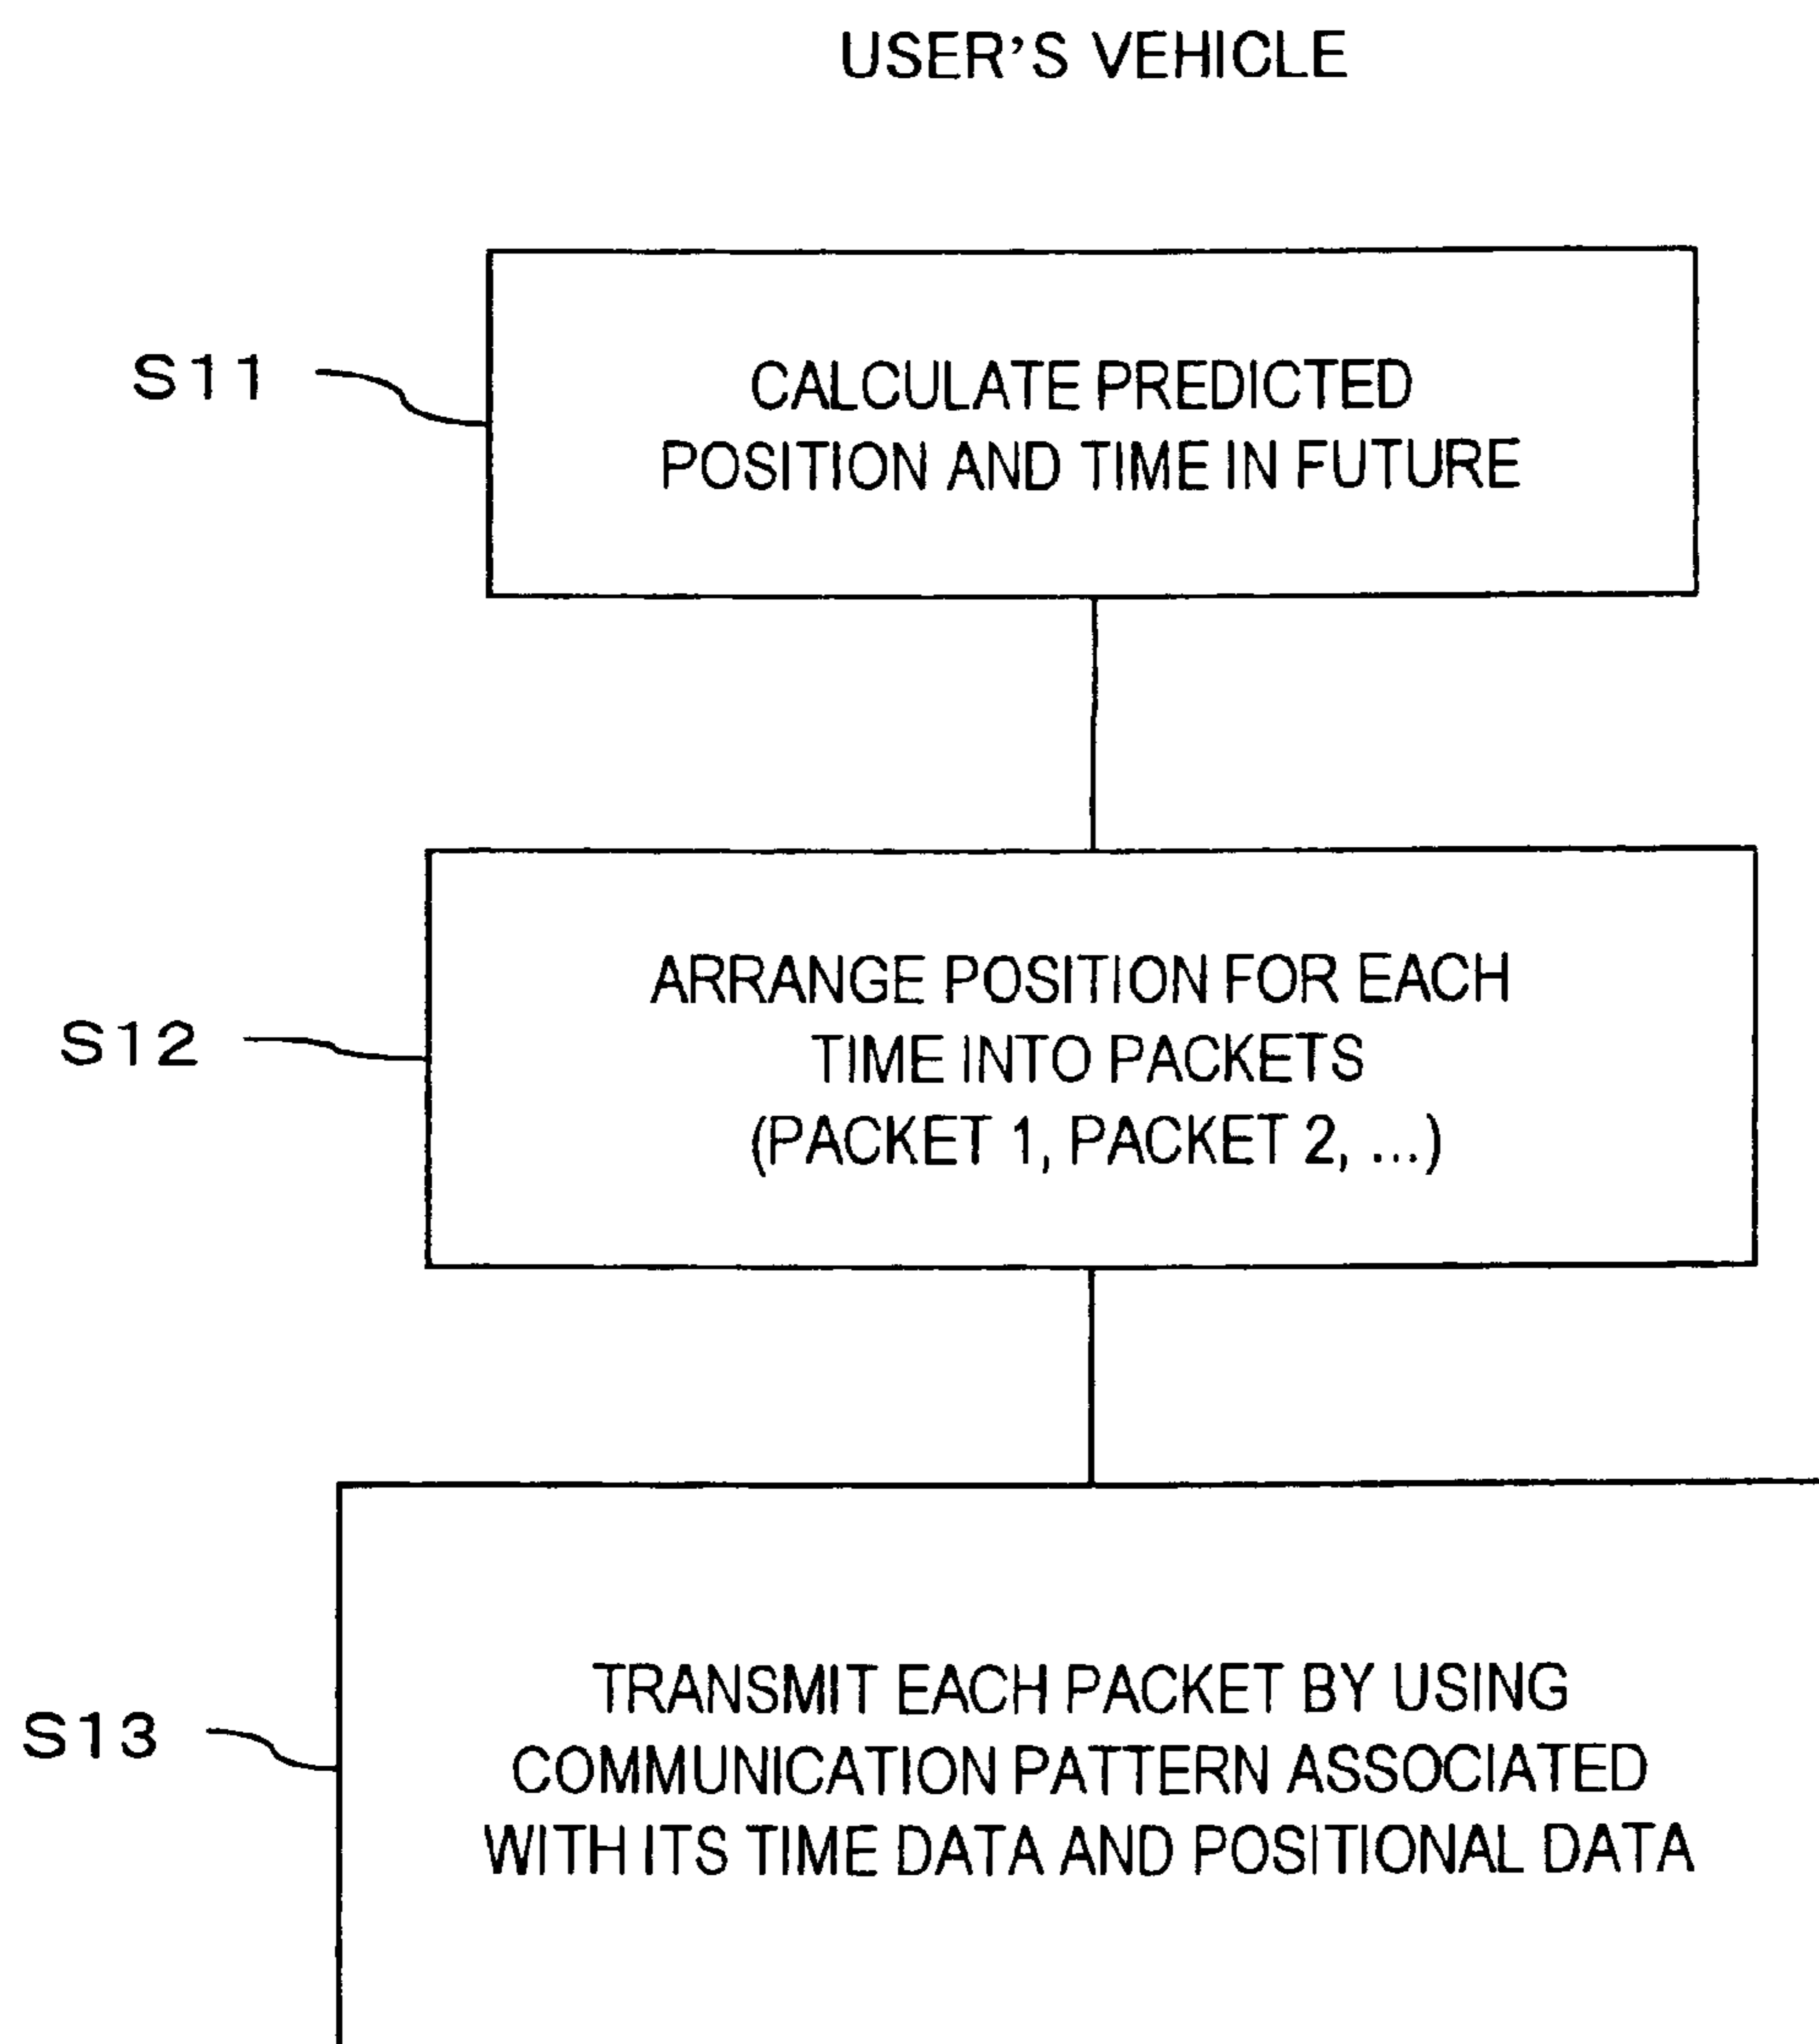 USER'S VEHICLE
S11
CALCULATE PREDICTED
POSITION AND TIME IN FUTURE
S12
ARRANGE POSITION FOR EACH
TIME INTO PACKETS
(PACKET 1, PACKET 2, ...)
S13
TRANSMIT EACH PACKET BY USING
COMMUNICATION PATTERN ASSOCIATED
WITH ITS TIME DATA AND POSITIONAL DATA